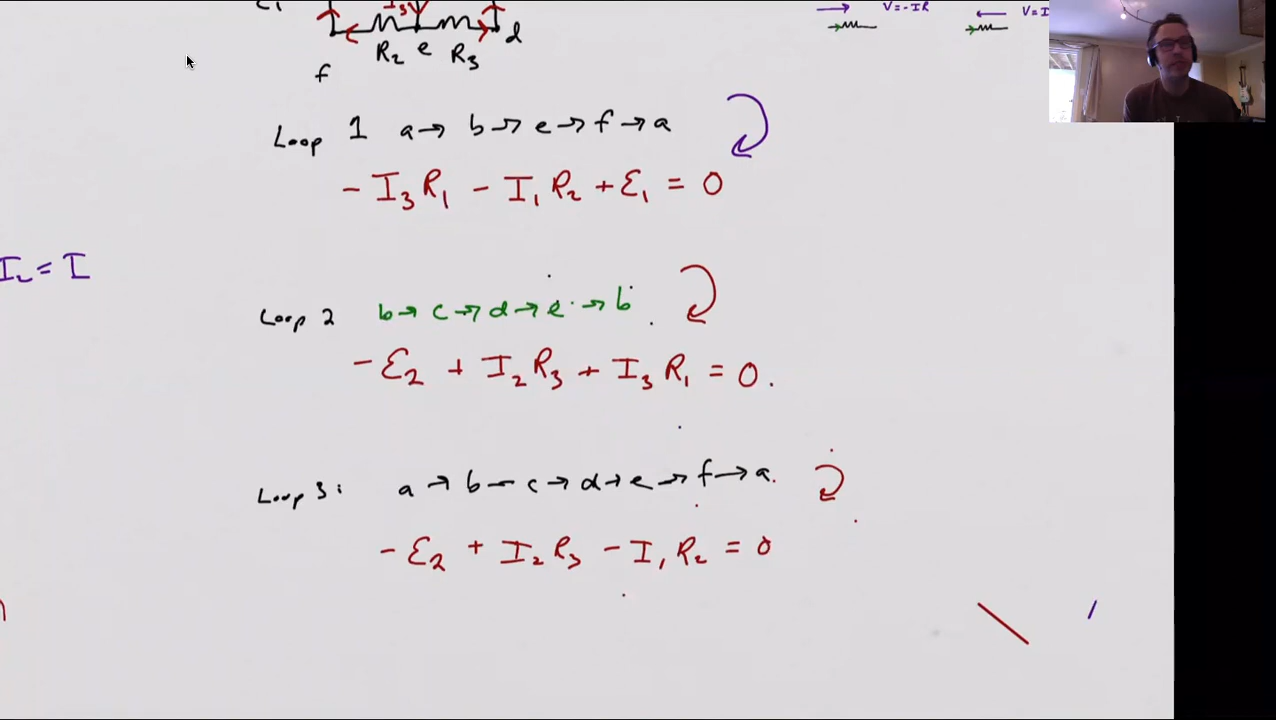 I₃
R₂ e R₃ d
V=-IR
V=I
f
Loop 1 a→ b→ e→ f→a
- I₃R₁ - I₁R₂ + ε₁ = 0
I₂ = I
Loop 2 b→ c→ d→ e→ b
- ε₂ + I₂R₃ + I₃R₁ = 0.
Loop 3: a → b — c→ d→ e→ f→ a.
- ε₂ + I₂R₃ - I₁R₂ = 0